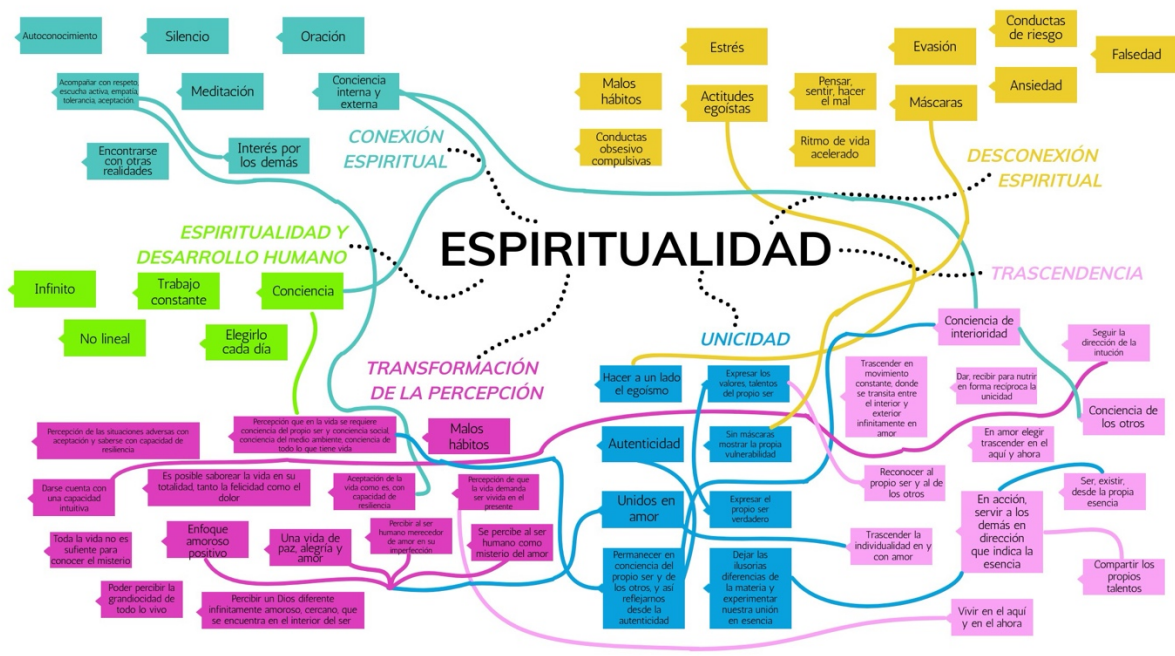 Autoconocimiento
Silencio
Oración
Acompañar con respeto,
escucha activa, empatía,
tolerancia, aceptación.
Meditación
Conciencia
interna y
externa
CONEXIÓN
ESPIRITUAL
Encontrarse
con otras
realidades
Interés por
los demás
Estrés
Evasión
Conductas
de riesgo
Falsedad
Malos
hábitos
Actitudes
egoístas
Pensar,
sentir, hacer
el mal
Máscaras
Ansiedad
Conductas
obsesivo
compulsivas
Ritmo de vida
acelerado
DESCONEXIÓN
ESPIRITUAL
ESPIRITUALIDAD
ESPIRITUALIDAD Y
DESARROLLO HUMANO
Infinito
Trabajo
constante
Conciencia
No lineal
Elegirlo
cada día
TRASCENDENCIA
Conciencia de
interioridad
Seguir la
dirección de la
intución
Trascender en
movimiento
constante, donde
se transita entre
el interior y
exterior
infinitamente en
amor
Dar, recibir para nutrir
en forma reciproca la
unicidad
Conciencia de
los otros
En amor elegir
trascender en el
aquí y ahora
Reconocer al
propio ser y al de
los otros
En acción,
servir a los
demás en
dirección
que indica la
esencia
Ser, existir,
desde la propia
esencia
Trascender la
individualidad en y
con amor
Compartir los
propios
talentos
Vivir en el aquí
y en el ahora
UNICIDAD
Hacer a un lado
el egoísmo
Expresar los
valores, talentos
del propio ser
Autenticidad
Sin máscaras
mostrar la propia
vulnerabilidad
Unidos en
amor
Expresar el
propio ser
verdadero
Permanecer en
conciencia del
propio ser y de
los otros, y así
reflejarnos
desde la
autenticidad
Dejar las
ilusorias
diferencias de
la materia y
experimentar
nuestra unión
en esencia
TRANSFORMACIÓN
DE LA PERCEPCIÓN
Percepción de las situaciones adversas con
aceptación y saberse con capacidad de
resiliencia
Percepción que en la vida se requiere
conciencia del propio ser y conciencia social,
conciencia del medio ambiente, conciencia de
todo lo que tiene vida
Malos
hábitos
Darse cuenta con
una capacidad
intuitiva
Es posible saborear la vida en su
totalidad, tanto la felicidad como el
dolor
Aceptación de la
vida como es, con
capacidad de
resiliencia
Percepción de que
la vida demanda
ser vivida en el
presente
Toda la vida no es
sufiente para
conocer el misterio
Enfoque
amoroso
positivo
Una vida de
paz, alegría y
amor
Percibir al ser
humano merecedor
de amor en su
imperfección
Se percibe al ser
humano como
misterio del amor
Poder percibir la
grandiocidad de
todo lo vivo
Percibir un Dios diferente
infinitamente amoroso, cercano, que
se encuentra en el interior del ser